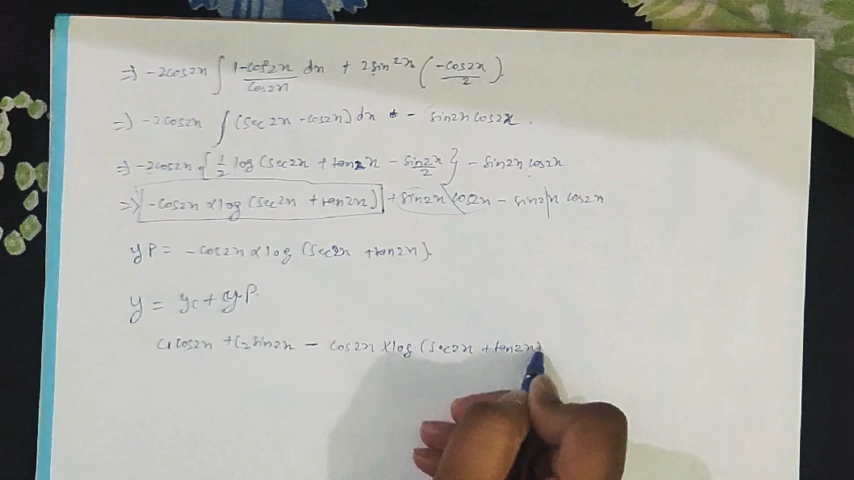 ⇒ -2cos2x ∫ 1-cos²2x/cos2x dx + 2sin2x (-cos2x/2).
⇒ -2cos2x ∫ (sec2x - cos2x) dx - sin2x cos2x.
⇒ -2cos2x {1/2 log (sec2x + tan2x - sin2x/2} - sin2x cos2x
⇒ -cos2x × log (sec2x + tan2x) + sin2x cos2x - sin2x cos2x
yP = -cos2x × log (sec2x + tan2x).
y = yc + yP.
c1cos2x + c2sin2x - cos2x × log (sec2x + tan2x)